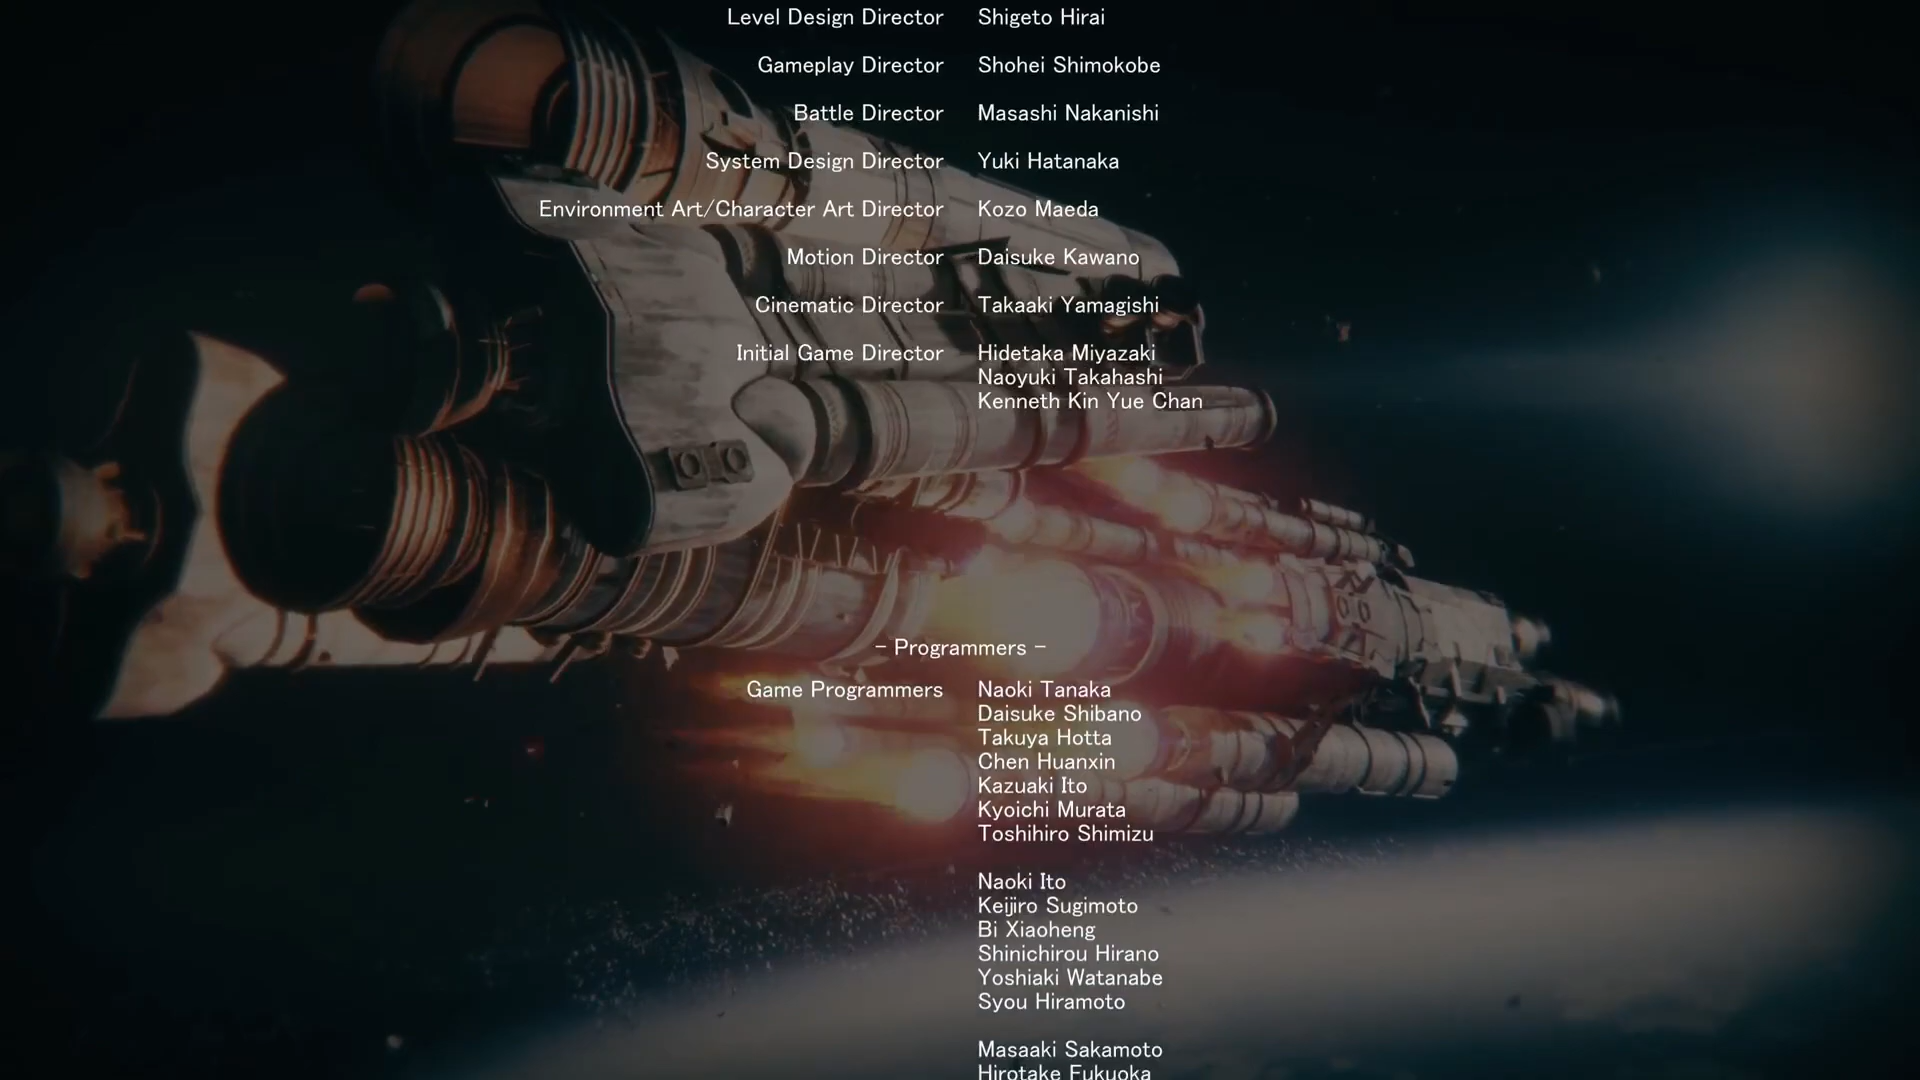 Level Design Director Shigeto Hirai
Gameplay Director Shohei Shimokobe
Battle Director Masashi Nakanishi
System Design Director Yuki Hatanaka
Environment Art/Character Art Director Kozo Maeda
Motion Director Daisuke Kawano
Cinematic Director Takaaki Yamagishi
Initial Game Director Hidetaka Miyazaki
Naoyuki Takahashi
Kenneth Kin Yue Chan
- Programmers -
Game Programmers Naoki Tanaka
Daisuke Shibano
Takuya Hotta
Chen Huanxin
Kazuaki Ito
Kyoichi Murata
Toshihiro Shimizu
Naoki Ito
Keijiro Sugimoto
Bi Xiaoheng
Shinichirou Hirano
Yoshiaki Watanabe
Syou Hiramoto
Masaaki Sakamoto
Hirotake Fukuoka